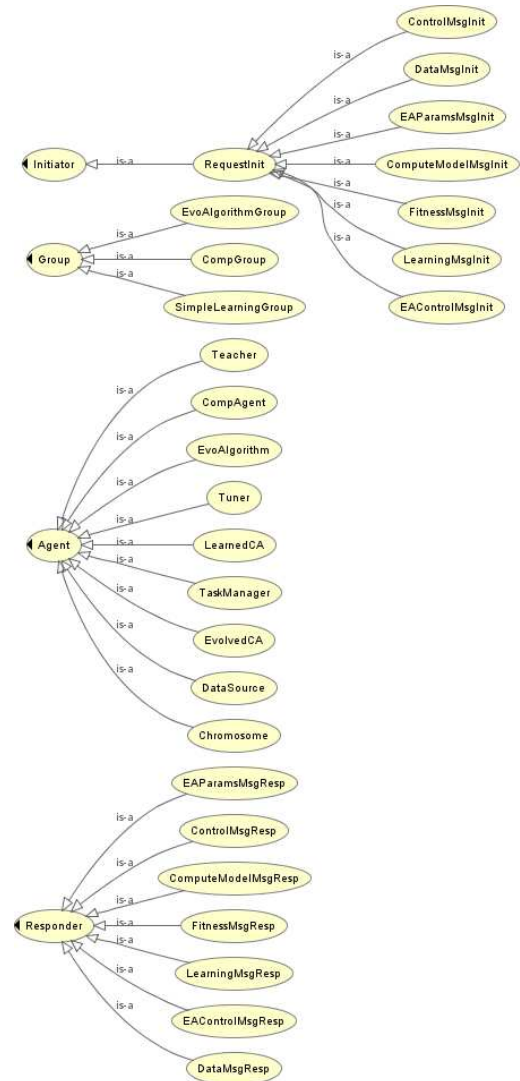 ControlMsgInit
is-a
DataMsgInit
is-a
EAParamsMsgInit
is-a
Initiator
is-a
RequestInit
is-a
ComputeModelMsgInit
is-a
FitnessMsgInit
is-a
LearningMsgInit
is-a
EAControlMsgInit
EvoAlgorithmGroup
is-a
Group
is-a
CompGroup
is-a
SimpleLearningGroup
Teacher
is-a
CompAgent
is-a
EvoAlgorithm
is-a
Tuner
is-a
Agent
is-a
LearnedCA
is-a
TaskManager
is-a
EvolvedCA
is-a
DataSource
is-a
Chromosome
EAParamsMsgResp
is-a
ControlMsgResp
is-a
ComputeModelMsgResp
is-a
Responder
is-a
FitnessMsgResp
is-a
LearningMsgResp
is-a
EAControlMsgResp
is-a
DataMsgResp